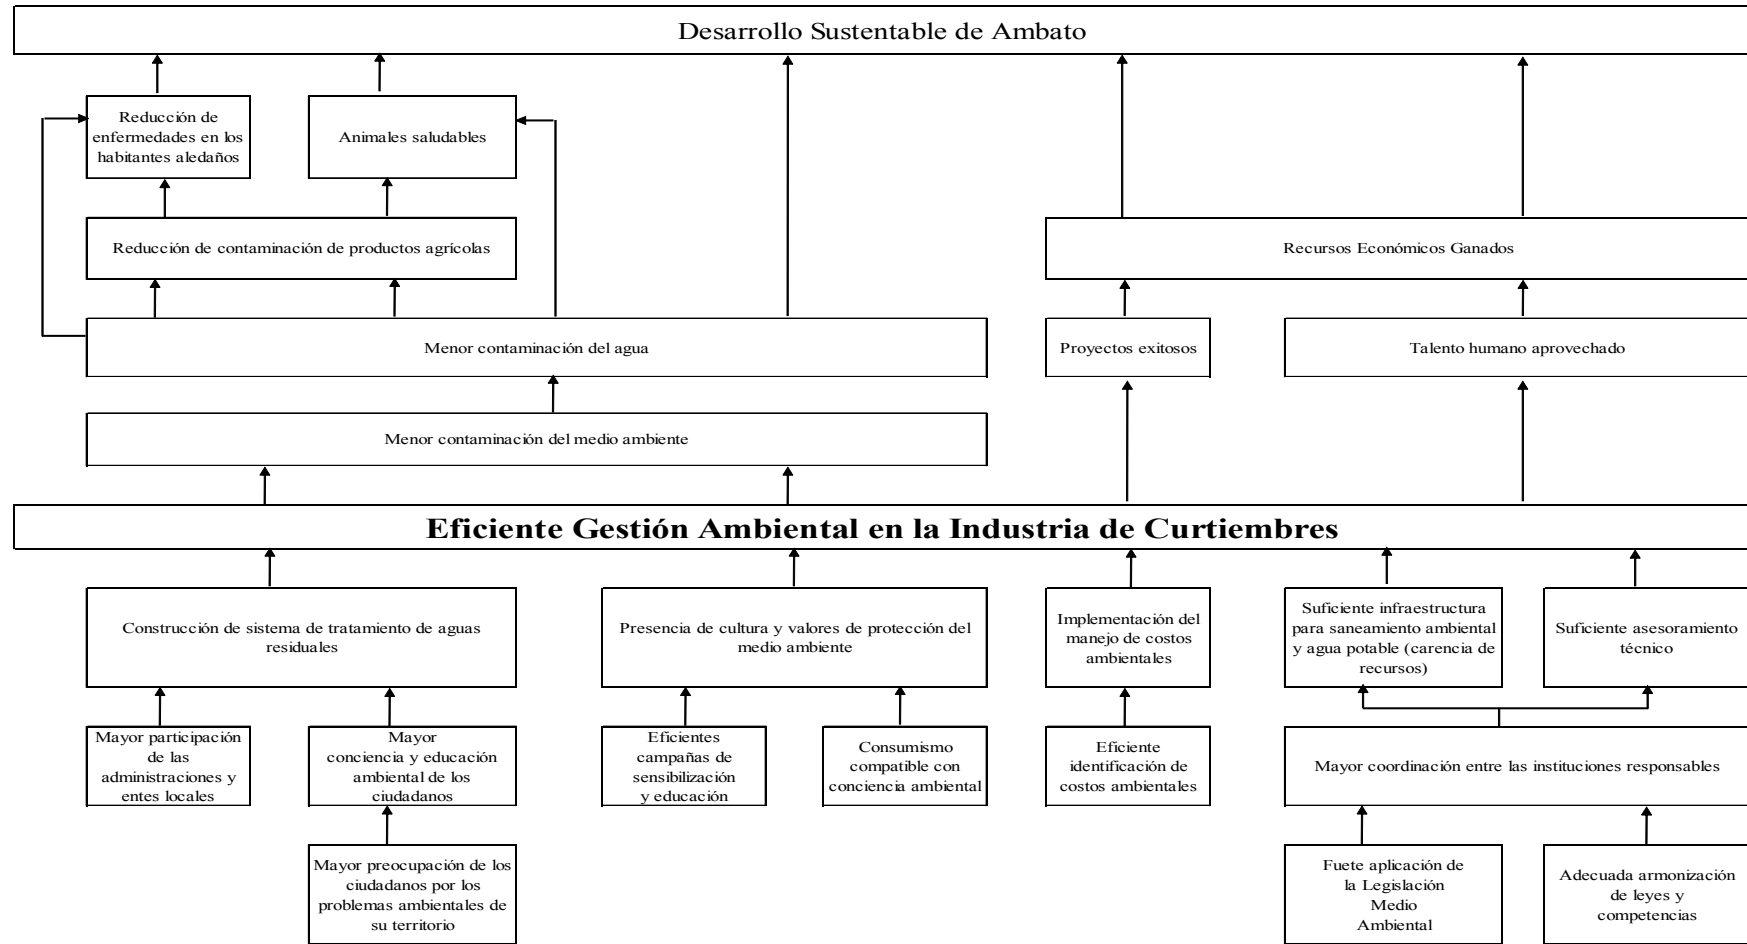 Desarrollo Sustentable de Ambato
Reducción de
enfermedades en los
habitantes aledaños
Animales saludables
Reducción de contaminación de productos agrícolas
Recursos Económicos Ganados
Menor contaminación del agua
Proyectos exitosos
Talento humano aprovechado
Menor contaminación del medio ambiente
Eficiente Gestión Ambiental en la Industria de Curtiembres
Construcción de sistema de tratamiento de aguas
residuales
Presencia de cultura y valores de protección del
medio ambiente
Implementación del
manejo de costos
ambientales
Suficiente infraestructura
para saneamiento ambiental
y agua potable (carencia de
recursos)
Suficiente asesoramiento
técnico
Mayor participación
de las
administraciones y
entes locales
Mayor
conciencia y educación
ambiental de los
ciudadanos
Eficientes
campañas de
sensibilización
y educación
Consumismo
compatible con
conciencia ambiental
Eficiente
identificación de
costos ambientales
Mayor coordinación entre las instituciones responsables
Mayor preocupación de los
ciudadanos por los
problemas ambientales de
su territorio
Fuete aplicación de
la Legislación
Medio
Ambiental
Adecuada armonización
de leyes y
competencias